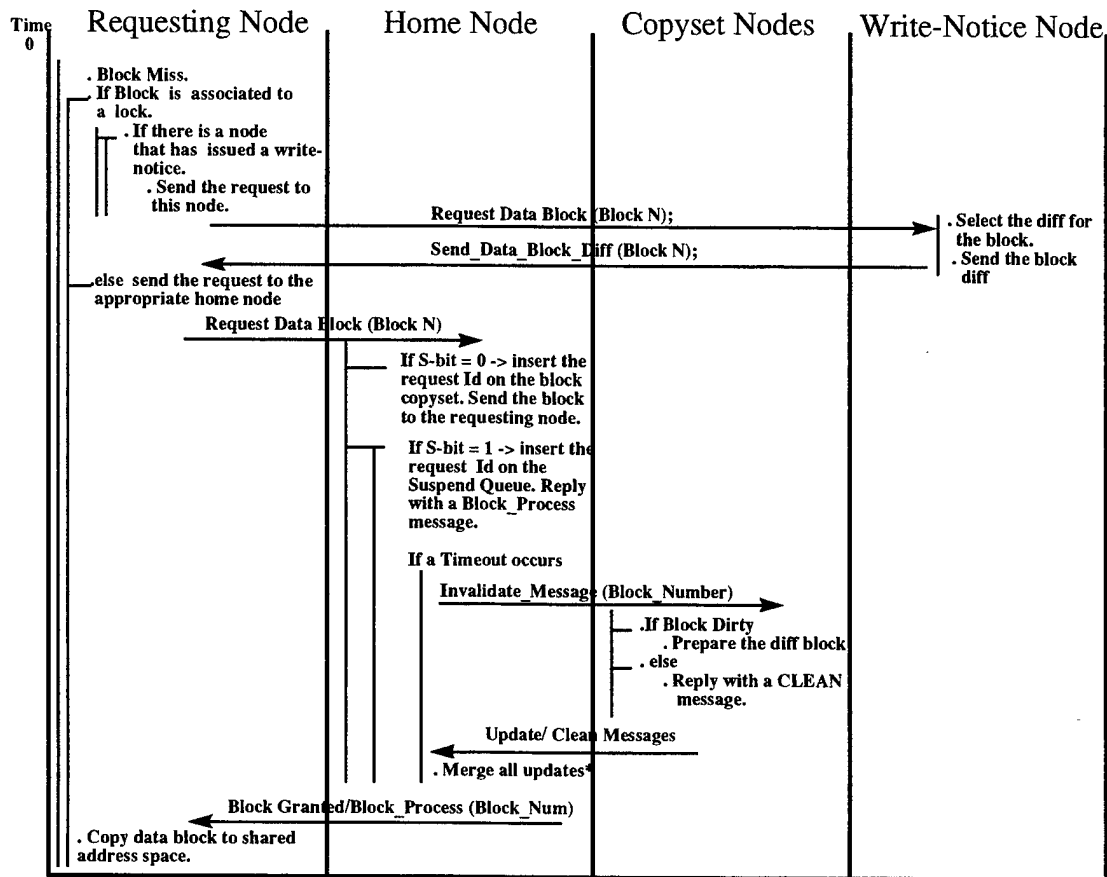 Time
0
Requesting Node
Home Node
Copyset Nodes
Write-Notice Node
. Block Miss.
. If Block is associated to
a lock.
. If there is a node
that has issued a write-
notice.
. Send the request to
this node.
Request Data Block (Block N);
. Select the diff for
the block.
. Send the block
diff
Send_Data_Block_Diff (Block N);
.else send the request to the
appropriate home node
Request Data Block (Block N)
If S-bit = 0 -> insert the
request Id on the block
copyset. Send the block
to the requesting node.
If S-bit = 1 -> insert the
request Id on the
Suspend Queue. Reply
with a Block_Process
message.
If a Timeout occurs
Invalidate_Message (Block_Number)
.If Block Dirty
. Prepare the diff block
. else
. Reply with a CLEAN
message.
Update/ Clean Messages
. Merge all updates*
Block Granted/Block_Process (Block_Num)
. Copy data block to shared
address space.